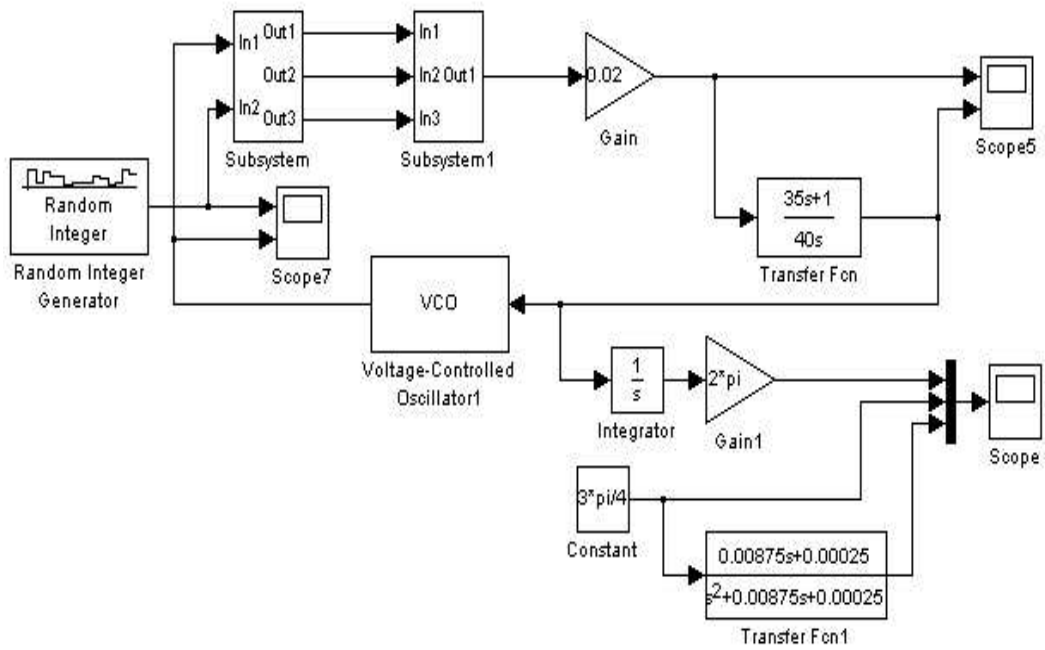 In1
In2
Out1
Out2
Out3
Subsystem
In1
In2
In3
Out1
Subsystem1
0.02
Gain
Scope5
Random
Integer
Random Integer
Generator
Scope7
35s+1
40s
Transfer Fcn
VCO
Voltage-Controlled
Oscillator1
1
s
Integrator
2*pi
Gain1
Scope
3*pi/4
Constant
0.00875s+0.00025
s²+0.00875s+0.00025
Transfer Fcn1